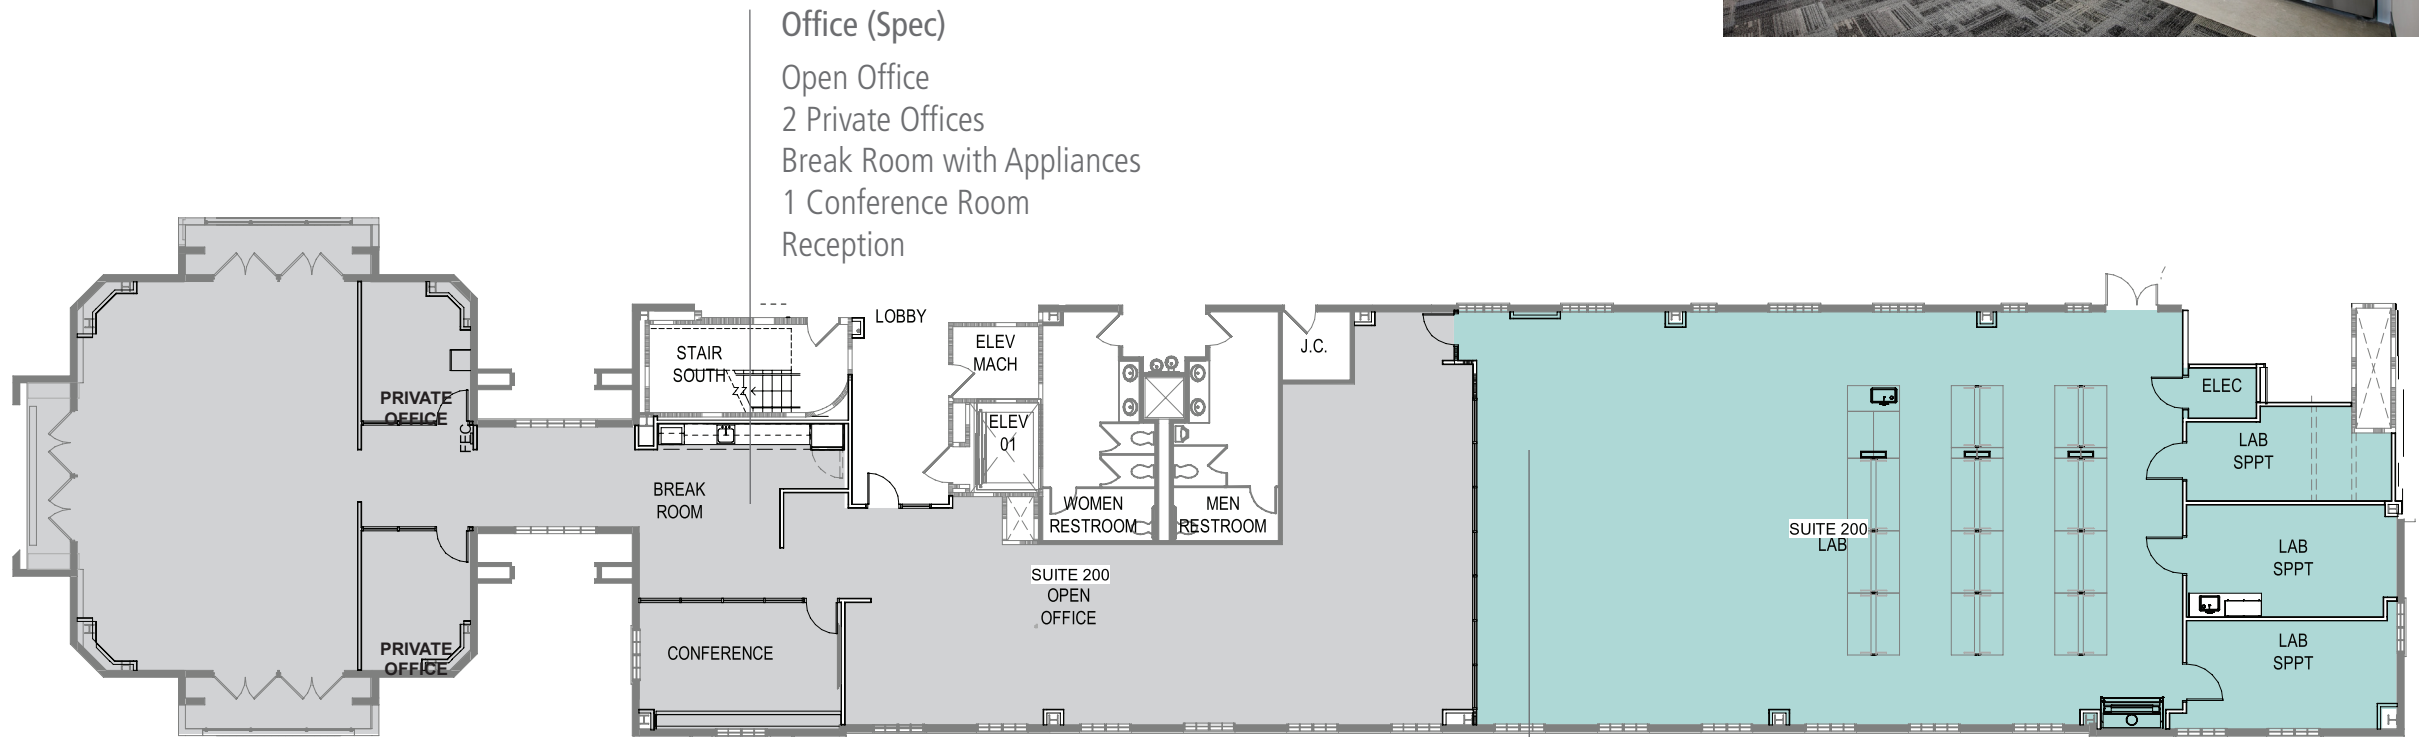 Office (Spec)
Open Office
2 Private Offices
Break Room with Appliances
1 Conference Room
Reception
LOBBY
STAIR
SOUTH
ELEV
MACH
J.C.
PRIVATE
OFFICE
FEC
ELEV
01
ELEC
BREAK
ROOM
WOMEN
RESTROOM
MEN
RESTROOM
LAB
SPPT
SUITE 200
LAB
LAB
SPPT
SUITE 200
OPEN
OFFICE
PRIVATE
OFFICE
CONFERENCE
LAB
SPPT